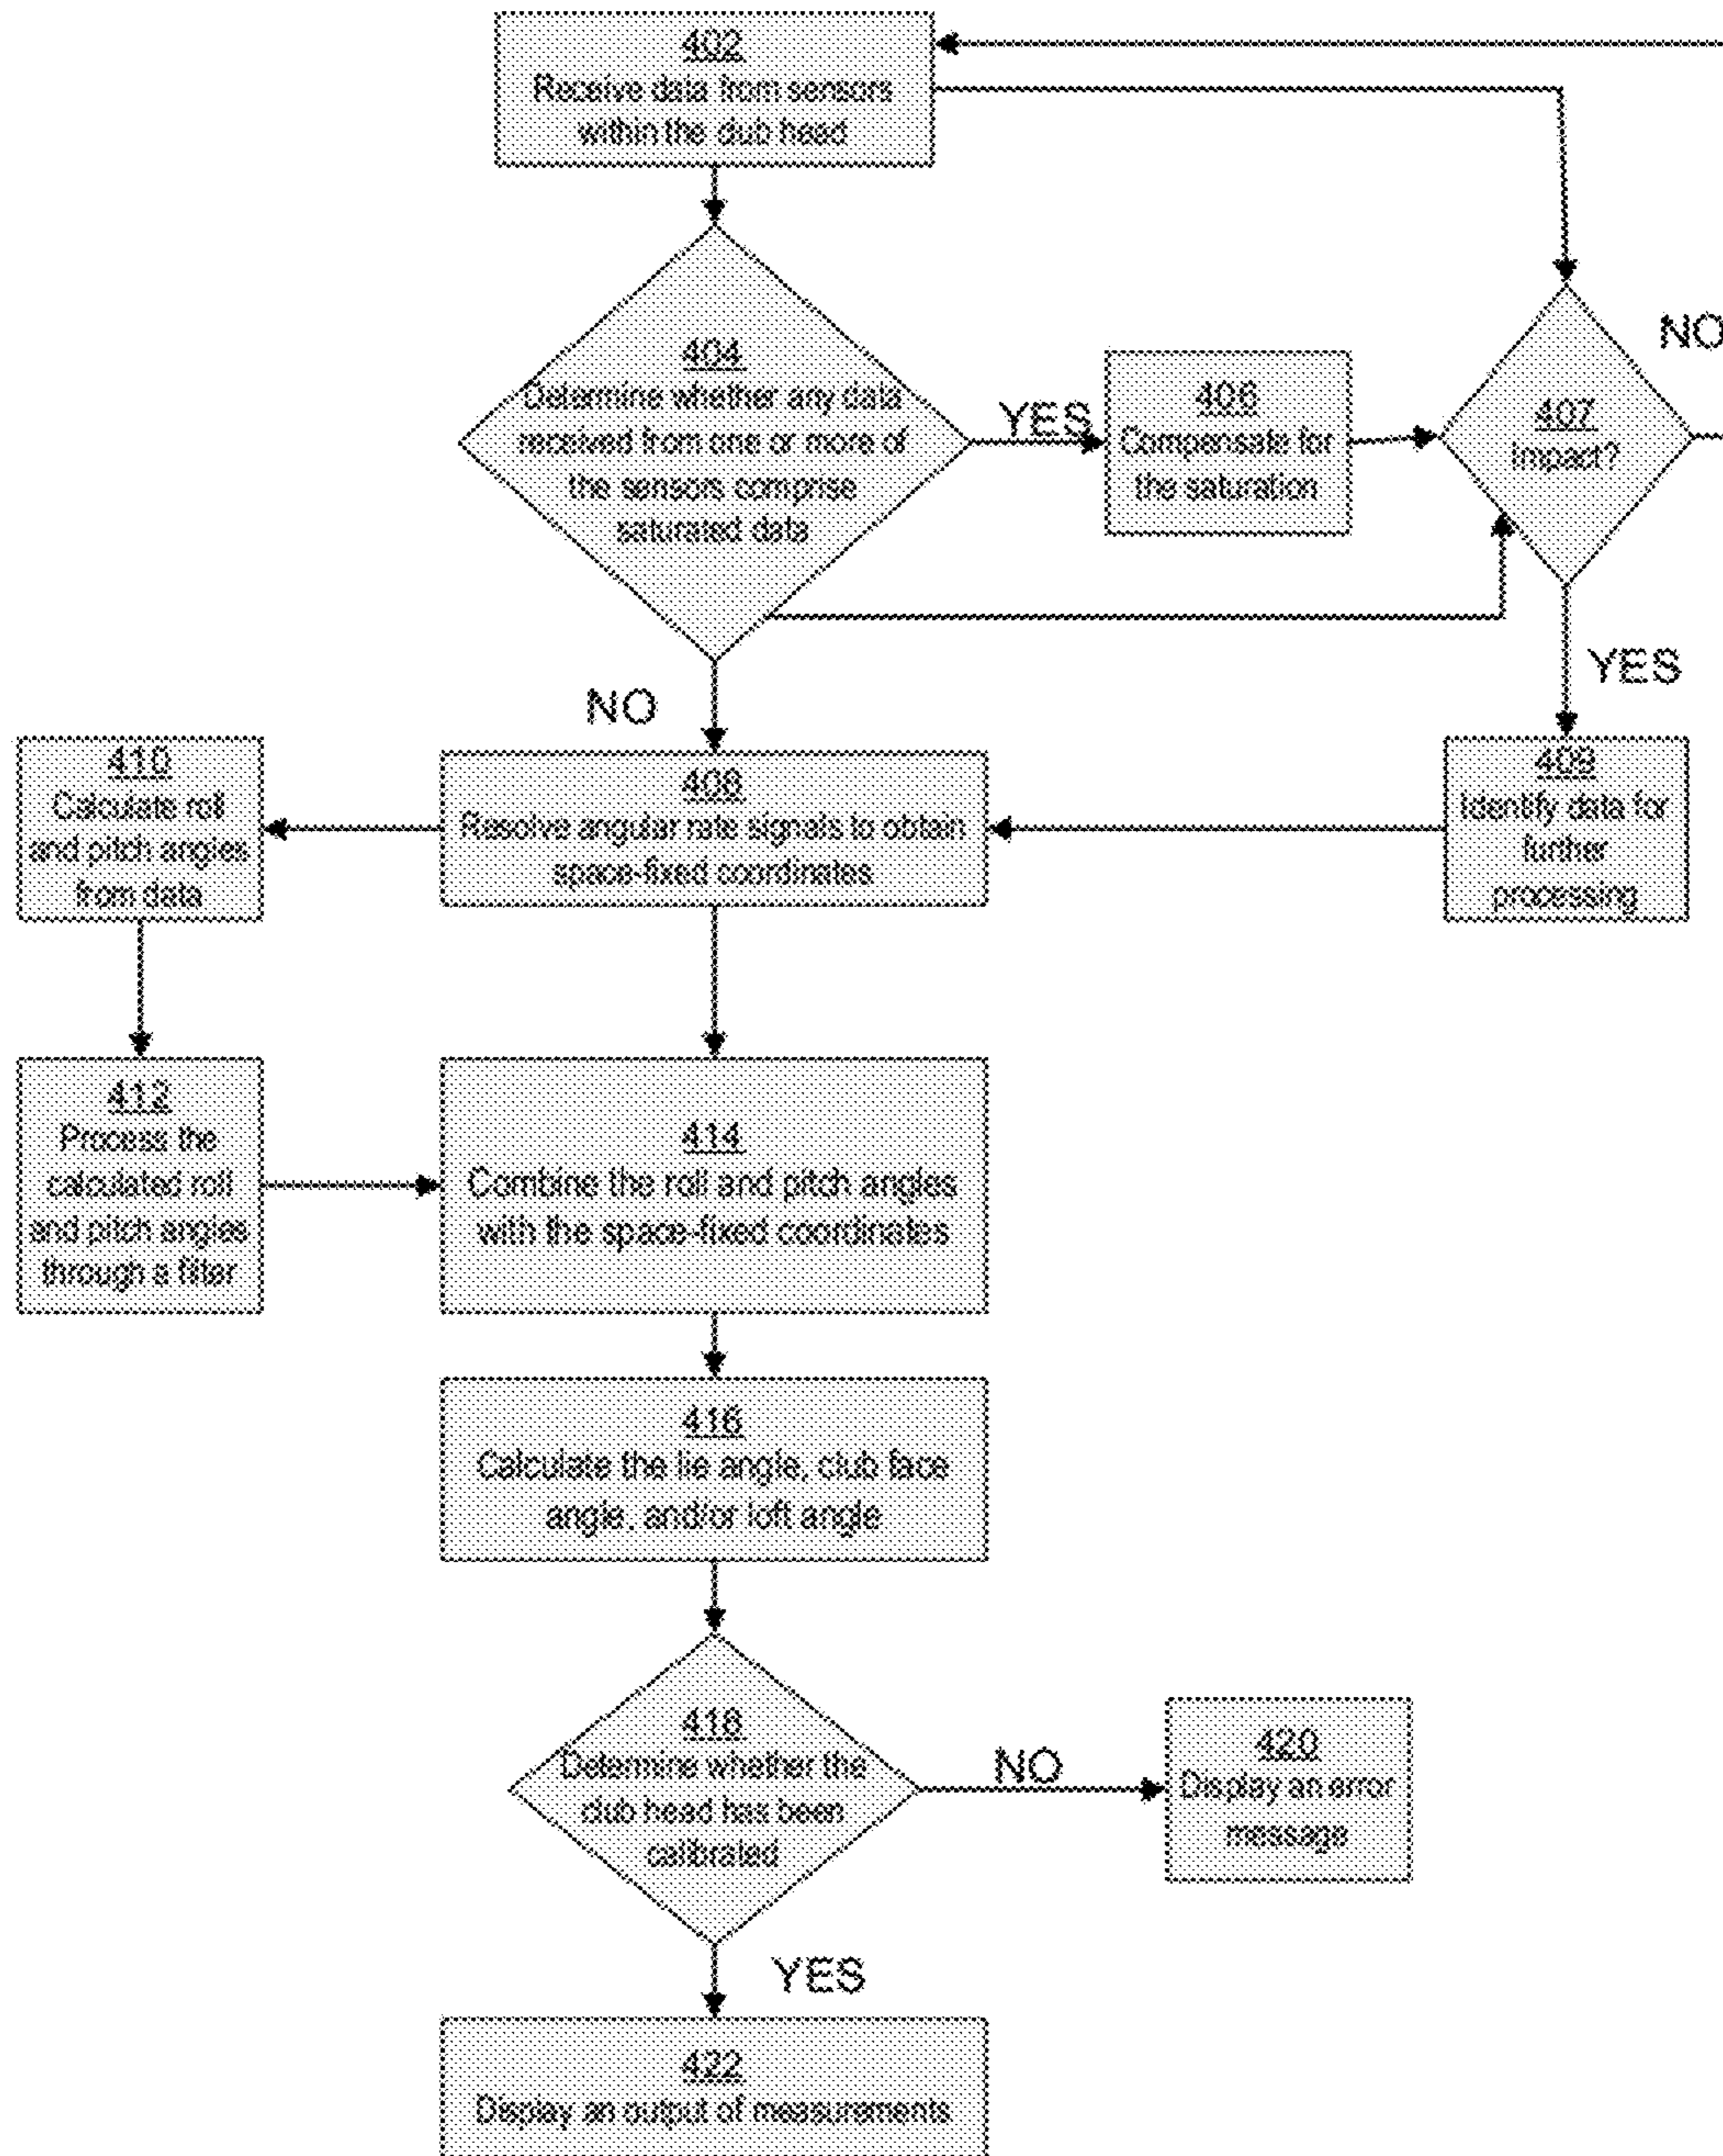 402
Receive data from sensors
within the club head
404
Determine whether any data
received from one or more of
the sensors comprise
saturated data
YES
406
Compensate for
the saturation
407
Impact?
NO
YES
NO
408
Resolve angular rate signals to obtain
space-fixed coordinates
409
Identify data for
further
processing
410
Calculate roll
and pitch angles
from data
412
Process the
calculated roll
and pitch angles
through a filter
414
Combine the roll and pitch angles
with the space-fixed coordinates
416
Calculate the lie angle, club face
angle, and/or loft angle
418
Determine whether the
club head has been
calibrated
NO
420
Display an error
message
YES
422
Display an output of measurements